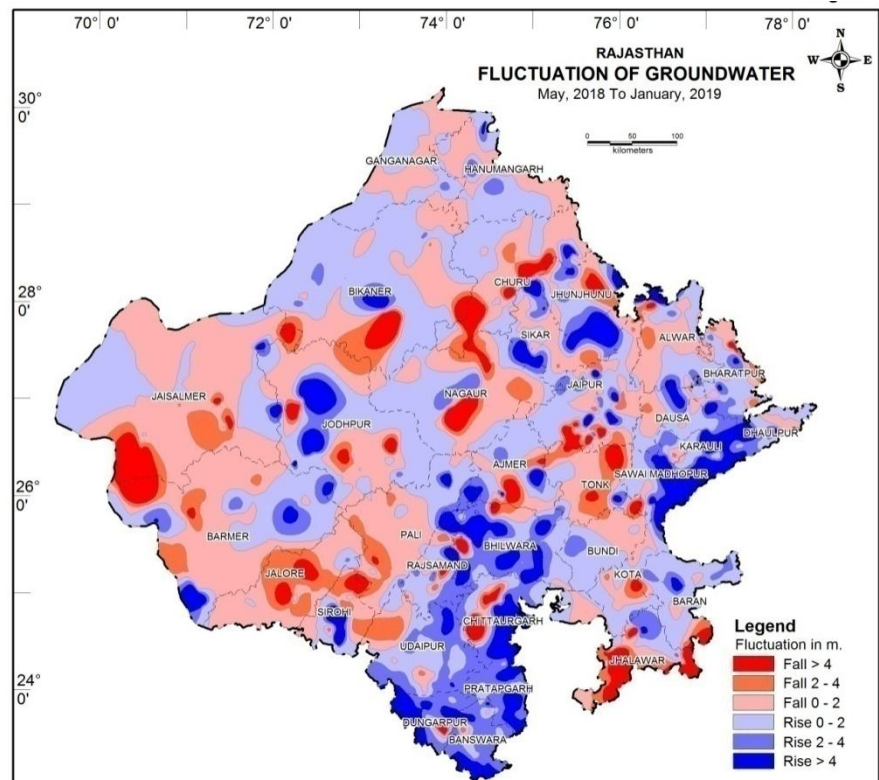 70° 0'
72° 0'
74° 0'
76° 0'
78° 0'
RAJASTHAN
FLUCTUATION OF GROUNDWATER
May, 2018 To January, 2019
N
W E
S
0 50 100
kilometers
30° 0'
28° 0'
26° 0'
24° 0'
GANGANAGAR
HANUMANGARH
CHURU
BIKANER
JHUNJHUNU
SIKAR
ALWAR
BHARATPUR
JAISALMER
NAGAUR
JAIPUR
DAUSA
JODHPUR
KARAULI
DHAULPUR
AJMER
SAWAI MADHOPUR
TONK
BARMER
PALI
BHILWARA
BUNDI
RAJSAMAND
JALORE
KOTA
BARAN
SIROHI
CHITTAURGARH
UDAIPUR
JHALAWAR
PRATAPGARH
DUNGARPUR
BANSWARA
Legend
Fluctuation in m.
Fall > 4
Fall 2 - 4
Fall 0 - 2
Rise 0 - 2
Rise 2 - 4
Rise > 4